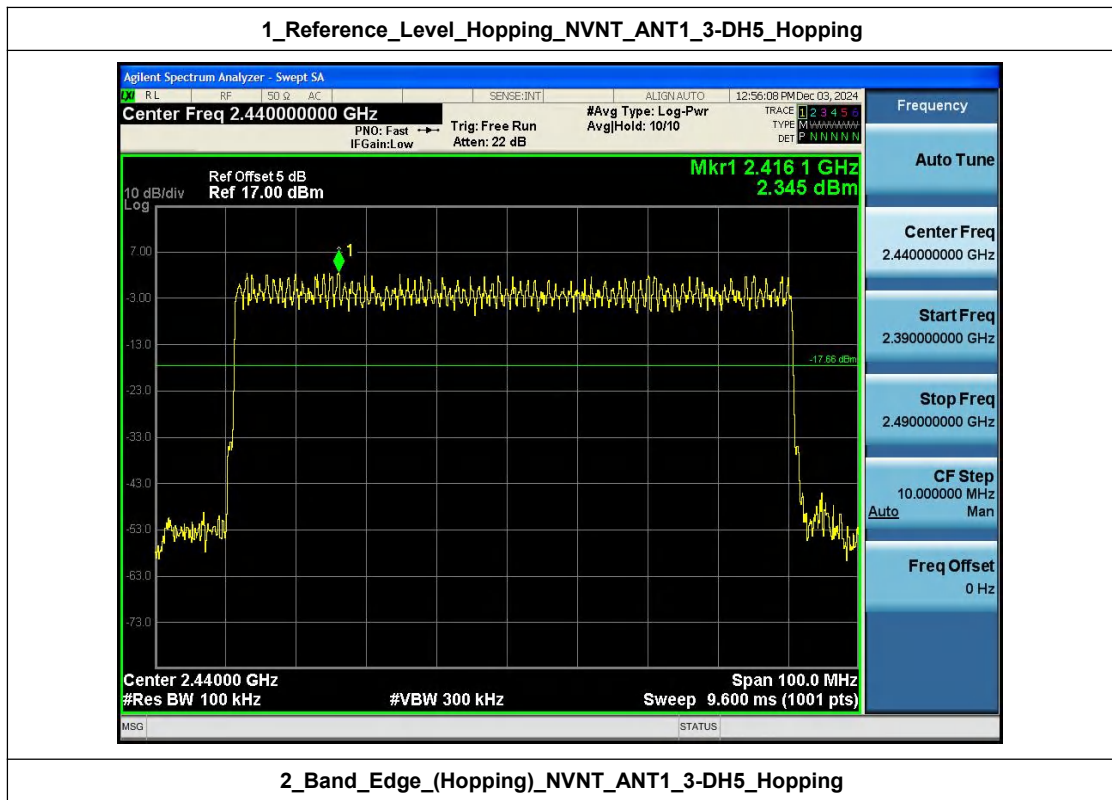 1_Reference_Level_Hopping_NVNT_ANT1_3-DH5_Hopping
Agilent Spectrum Analyzer - Swept SA
LXI RL RF 50 Ω AC SENSE:INT ALIGN AUTO 12:56:08 PM Dec 03, 2024
Center Freq 2.440000000 GHz
PNO: Fast
IFGain:Low
Trig: Free Run
Atten: 22 dB
#Avg Type: Log-Pwr
Avg|Hold: 10/10
TRACE 1 2 3 4 5 6
TYPE M WWWWW
DET P N N N N N
Frequency
Auto Tune
Center Freq
2.440000000 GHz
Start Freq
2.390000000 GHz
Stop Freq
2.490000000 GHz
CF Step
10.000000 MHz
Auto Man
Freq Offset
0 Hz
Mkr1 2.416 1 GHz
2.345 dBm
Ref Offset 5 dB
10 dB/div Ref 17.00 dBm
Log
1
7.00
-3.00
-13.0
-17.66 dBm
-23.0
-33.0
-43.0
-53.0
-63.0
-73.0
Center 2.44000 GHz Span 100.0 MHz
#Res BW 100 kHz #VBW 300 kHz Sweep 9.600 ms (1001 pts)
MSG STATUS
2_Band_Edge_(Hopping)_NVNT_ANT1_3-DH5_Hopping